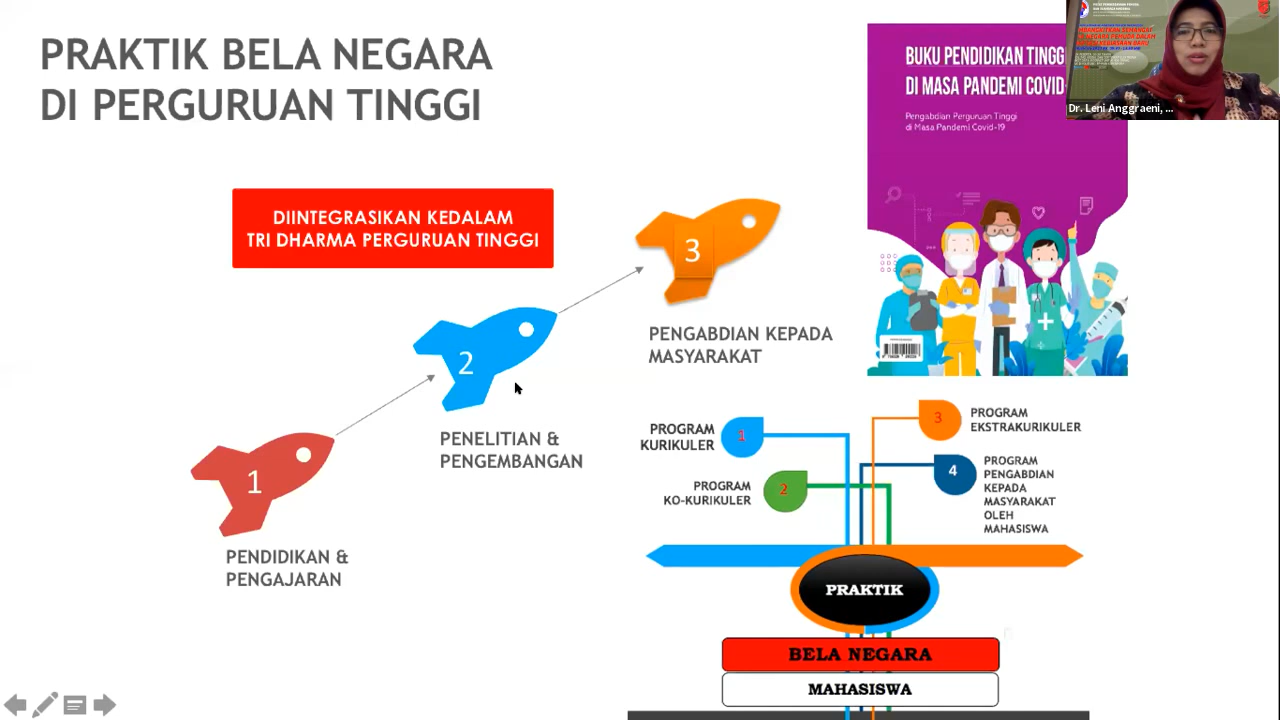 PRAKTIK BELA NEGARA
DI PERGURUAN TINGGI
DIINTEGRASIKAN KEDALAM
TRI DHARMA PERGURUAN TINGGI
1
PENDIDIKAN &
PENGAJARAN
2
PENELITIAN &
PENGEMBANGAN
3
PENGABDIAN KEPADA
MASYARAKAT
BUKU PENDIDIKAN TINGG
DI MASA PANDEMI COVID-
Pengabdian Perguruan Tinggi
di Masa Pandemi Covid-19
Dr. Leni Anggraeni, ...
PROGRAM
KURIKULER
1
PROGRAM
KO-KURIKULER
2
3
PROGRAM
EKSTRAKURIKULER
4
PROGRAM
PENGABDIAN
KEPADA
MASYARAKAT
OLEH
MAHASISWA
PRAKTIK
BELA NEGARA
MAHASISWA